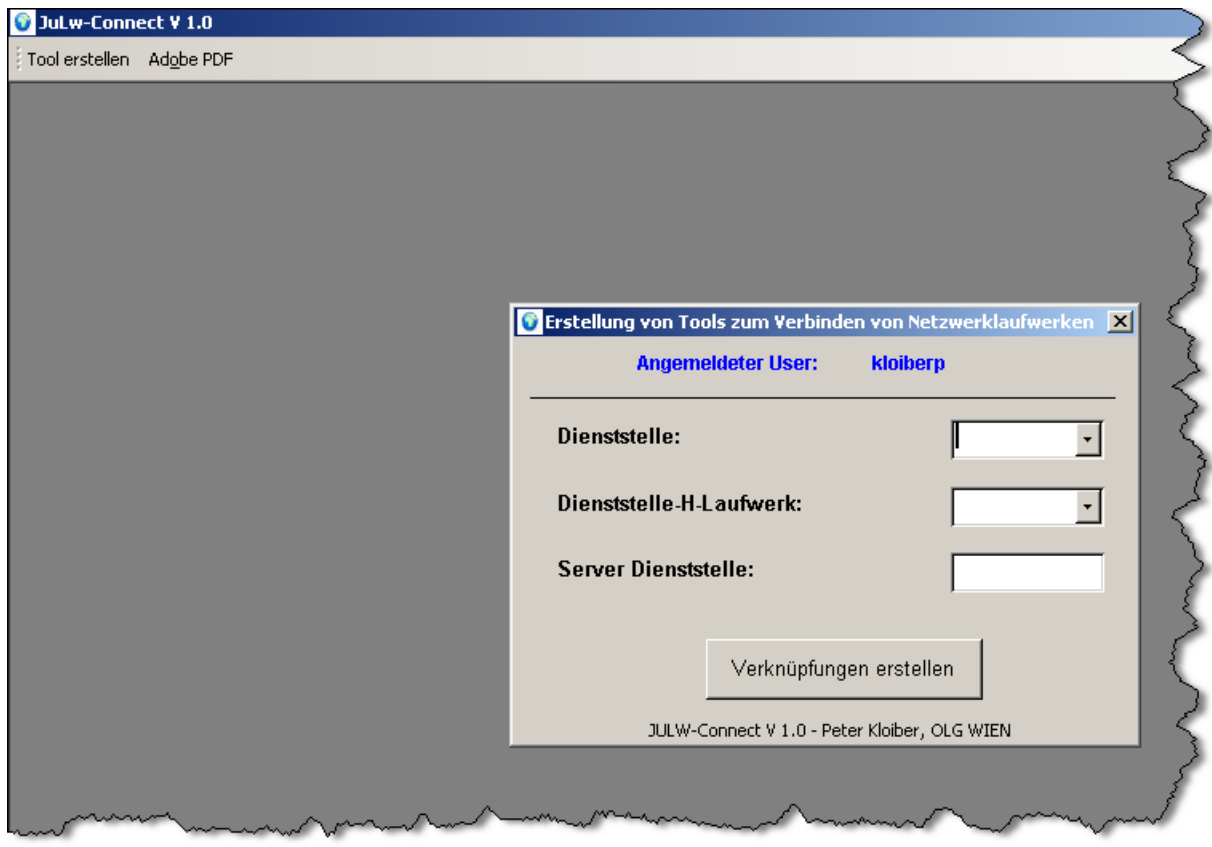 JuLw-Connect V 1.0
Tool erstellen Adobe PDF
Erstellung von Tools zum Verbinden von Netzwerklaufwerken
Angemeldeter User: kloiberp
Dienststelle:
Dienststelle-H-Laufwerk:
Server Dienststelle:
Verknüpfungen erstellen
JULW-Connect V 1.0 - Peter Kloiber, OLG WIEN